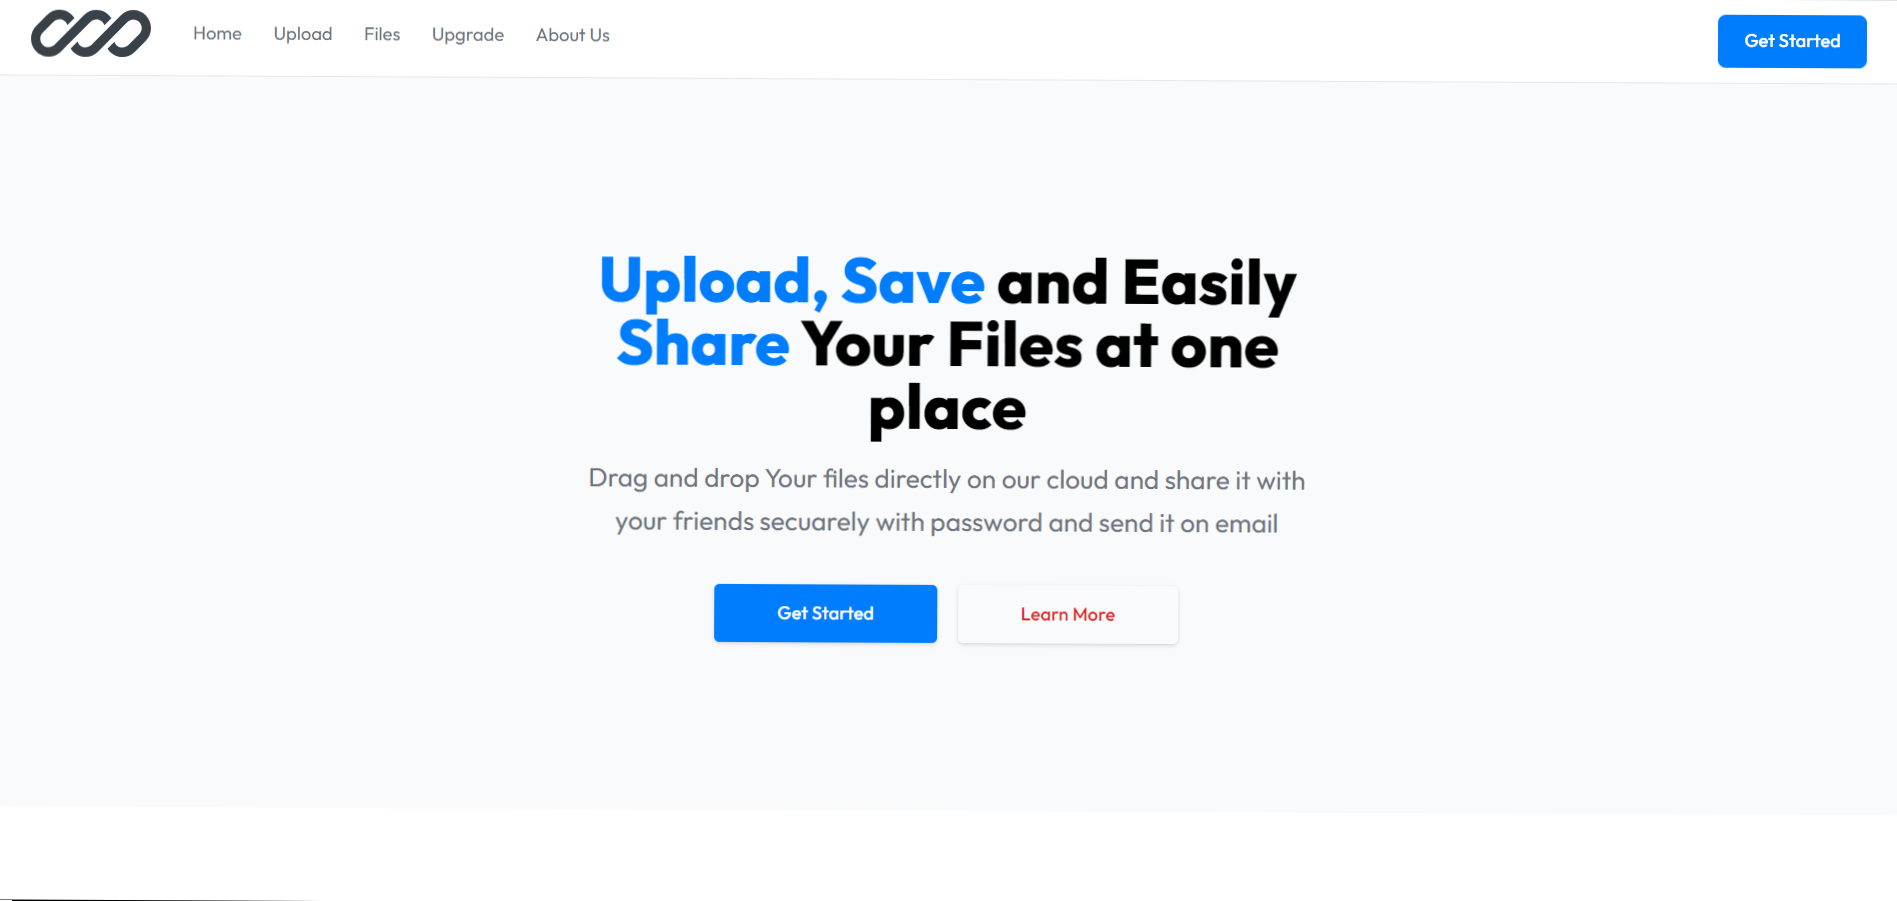 Home Upload Files Upgrade About Us Get Started
Upload, Save and Easily
Share Your Files at one
place
Drag and drop Your files directly on our cloud and share it with
your friends secuarely with password and send it on email
Get Started Learn More